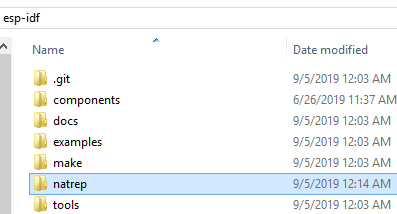 esp-idf
Name Date modified
.git 9/5/2019 12:03 AM
components 6/26/2019 11:37 AM
docs 9/5/2019 12:03 AM
examples 9/5/2019 12:03 AM
make 9/5/2019 12:03 AM
natrep 9/5/2019 12:14 AM
tools 9/5/2019 12:03 AM